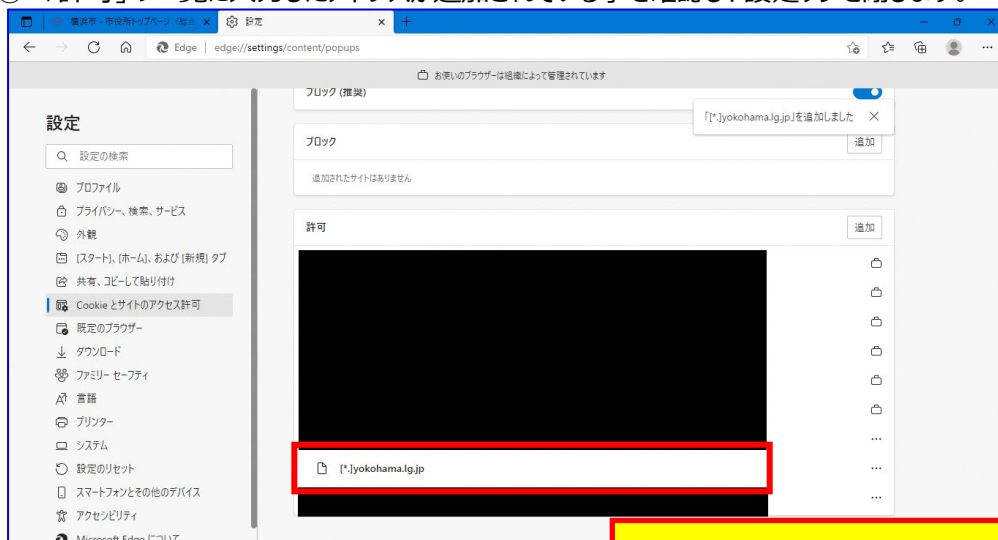 横浜市 - 市役所トップページ（総合
設定
Edge
edge://settings/content/popups
お使いのブラウザーは組織によって管理されています
ブロック (推奨)
「[*.]yokohama.lg.jp」を追加しました
設定
設定の検索
プロファイル
プライバシー、検索、サービス
外観
[スタート]、[ホーム]、および [新規] タブ
共有、コピーして貼り付け
Cookie とサイトのアクセス許可
既定のブラウザー
ダウンロード
ファミリー セーフティ
言語
プリンター
システム
設定のリセット
スマートフォンとその他のデバイス
アクセシビリティ
Microsoft Edge について
ブロック
追加
追加されたサイトはありません
許可
追加
[*.]yokohama.lg.jp